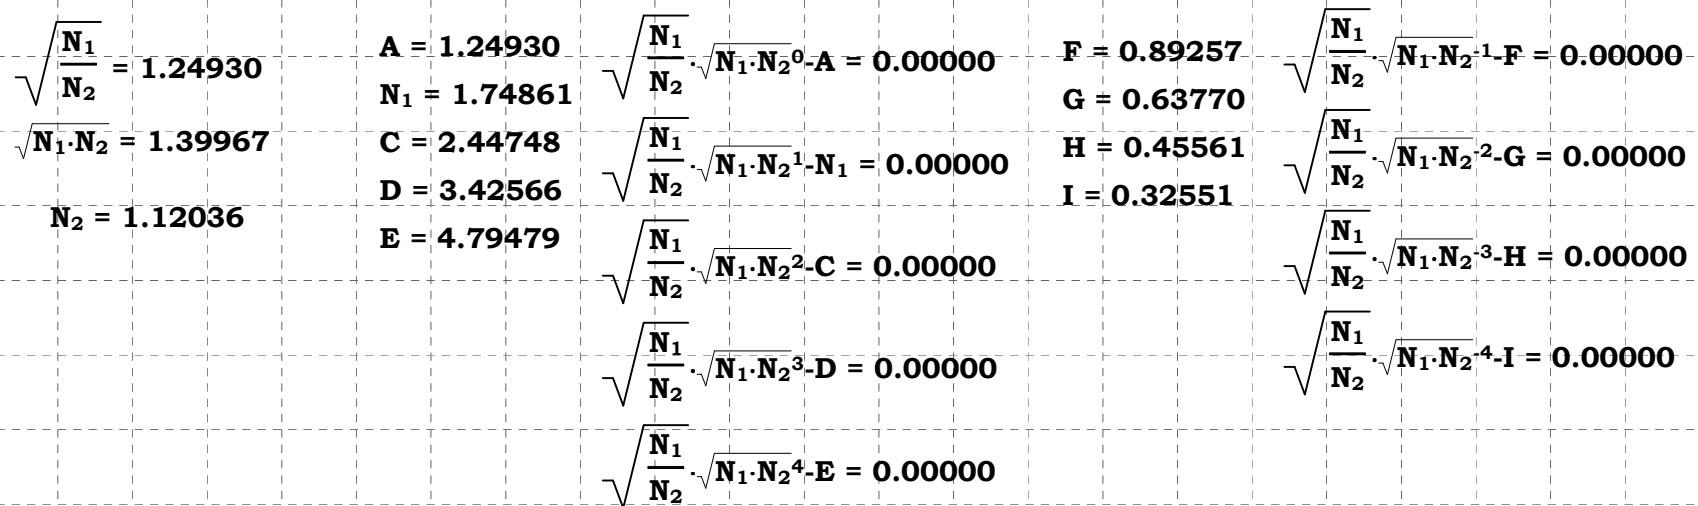 √(N₁/N₂) = 1.24930
√(N₁·N₂) = 1.39967
N₂ = 1.12036
A = 1.24930
N₁ = 1.74861
C = 2.44748
D = 3.42566
E = 4.79479
√(N₁/N₂)·√(N₁·N₂)⁰-A = 0.00000
√(N₁/N₂)·√(N₁·N₂)¹-N₁ = 0.00000
√(N₁/N₂)·√(N₁·N₂)²-C = 0.00000
√(N₁/N₂)·√(N₁·N₂)³-D = 0.00000
√(N₁/N₂)·√(N₁·N₂)⁴-E = 0.00000
F = 0.89257
G = 0.63770
H = 0.45561
I = 0.32551
√(N₁/N₂)·√(N₁·N₂)⁻¹-F = 0.00000
√(N₁/N₂)·√(N₁·N₂)⁻²-G = 0.00000
√(N₁/N₂)·√(N₁·N₂)⁻³-H = 0.00000
√(N₁/N₂)·√(N₁·N₂)⁻⁴-I = 0.00000